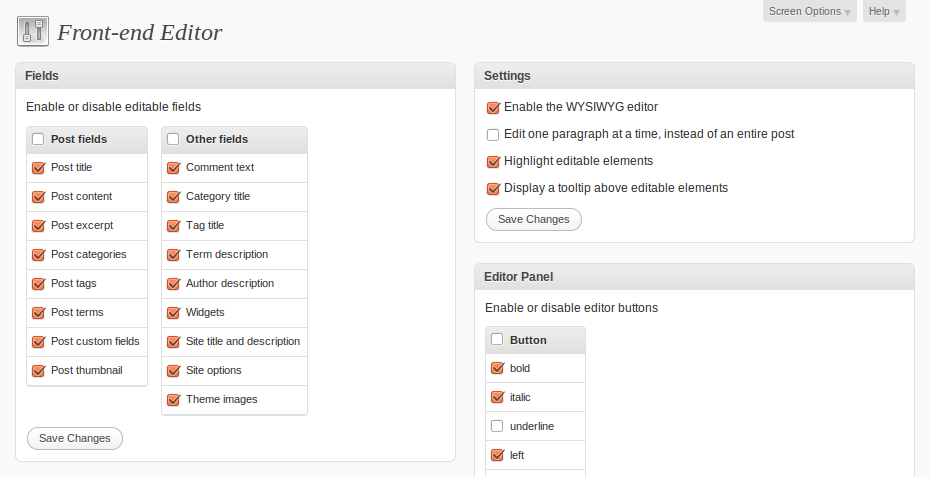 Screen Options
Help
Front-end Editor
Fields
Enable or disable editable fields
Post fields
Post title
Post content
Post excerpt
Post categories
Post tags
Post terms
Post custom fields
Post thumbnail
Other fields
Comment text
Category title
Tag title
Term description
Author description
Widgets
Site title and description
Site options
Theme images
Save Changes
Settings
Enable the WYSIWYG editor
Edit one paragraph at a time, instead of an entire post
Highlight editable elements
Display a tooltip above editable elements
Save Changes
Editor Panel
Enable or disable editor buttons
Button
bold
italic
underline
left